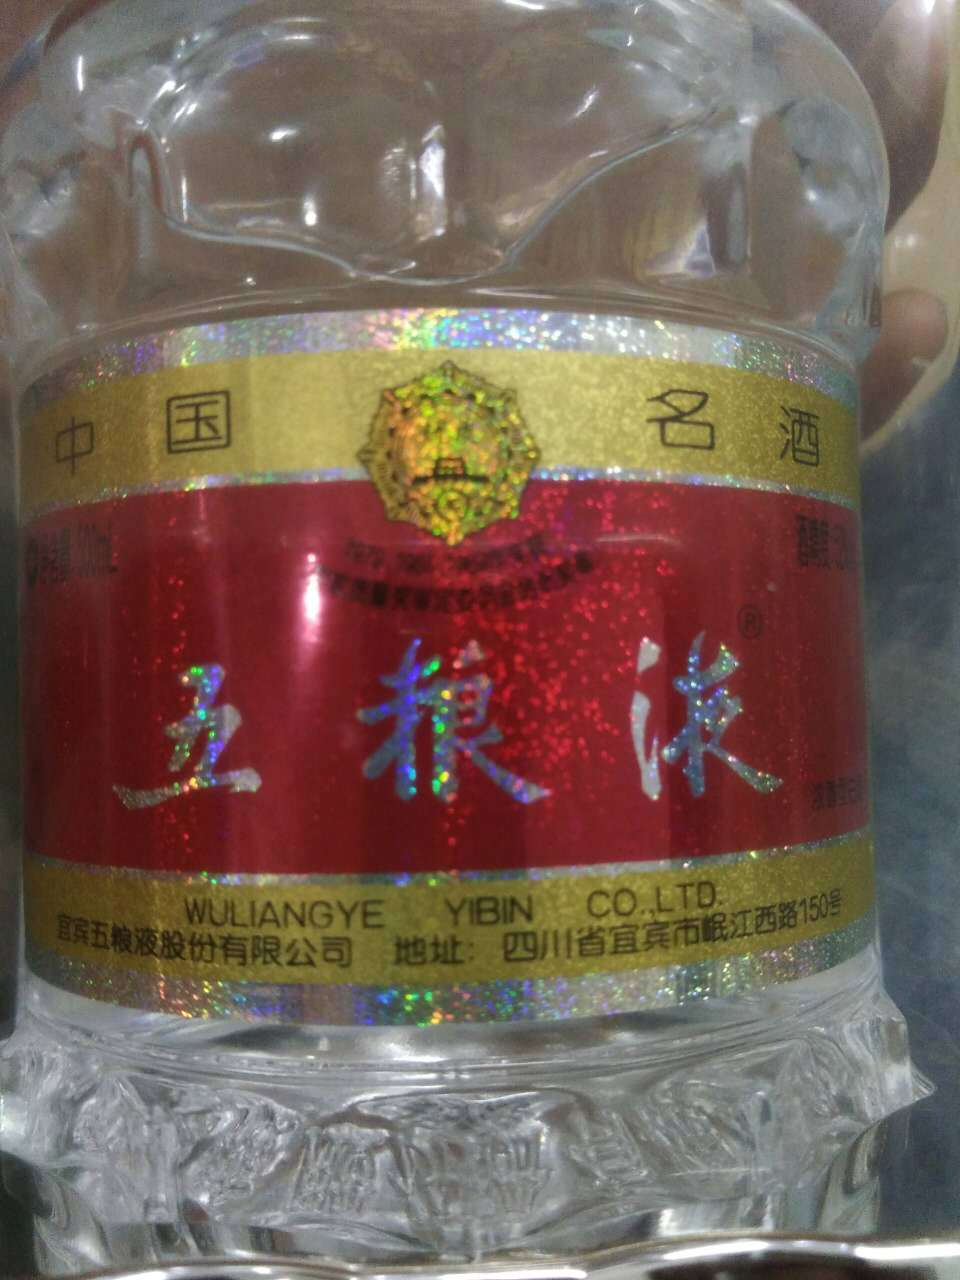 中国 名酒
500mL
五粮液®
WULIANGYE YIBIN CO.,LTD.
宜宾五粮液股份有限公司 地址：四川省宜宾市岷江西路150号